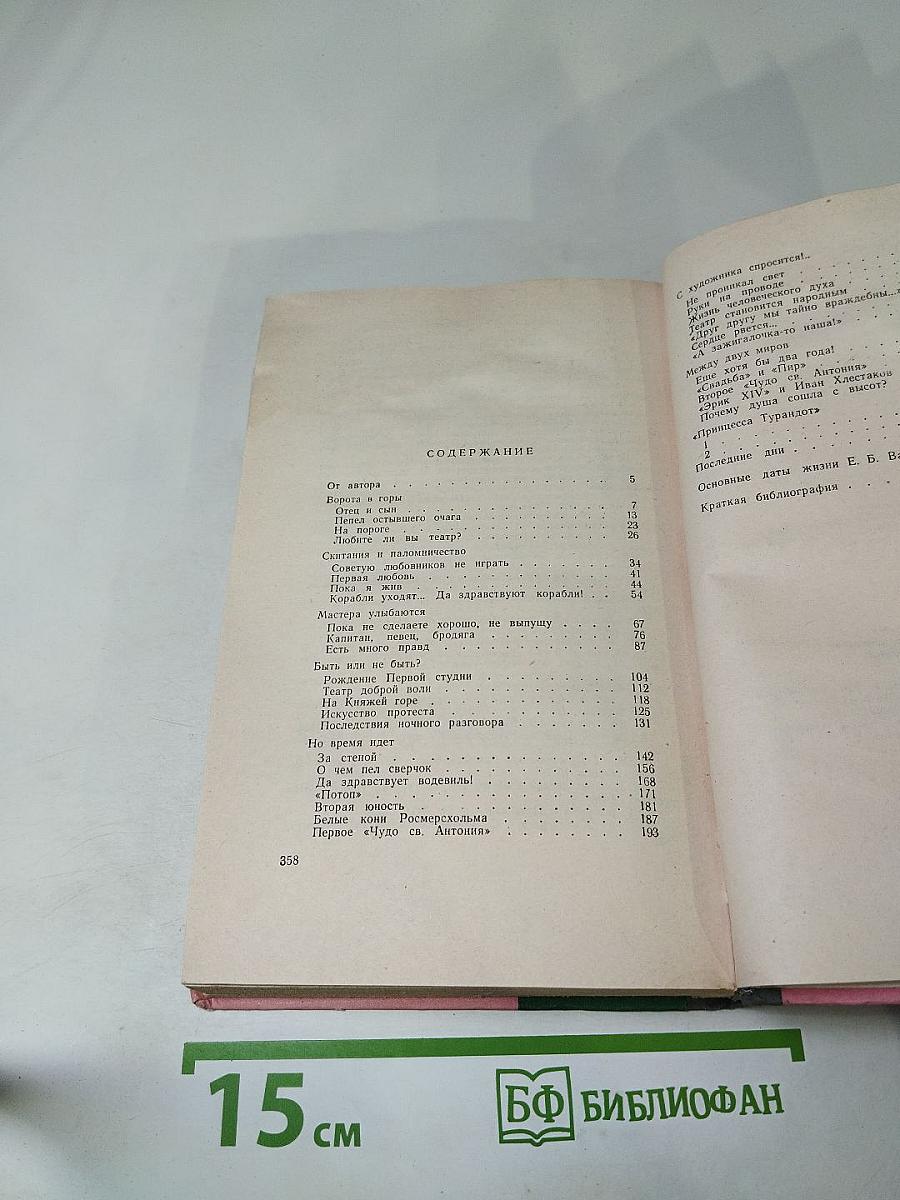 СОДЕРЖАНИЕ
От автора . . . . . . . . . . . . . . . . 5
Ворота в горы
Отец и сын . . . . . . . . . . . . . . 7
Пепел остывшего очага . . . . . . . . . . 13
На пороге . . . . . . . . . . . . . . 23
Любите ли вы театр? . . . . . . . . . . 26
Скитания и паломничество
Советую любовников не играть . . . . . . . 34
Первая любовь . . . . . . . . . . . . . 41
Пока я жив . . . . . . . . . . . . . . 44
Корабли уходят... Да здравствуют корабли! . . 54
Мастера улыбаются
Пока не сделаете хорошо, не выпущу . . . . 67
Капитан, певец, бродяга . . . . . . . . . 76
Есть много правд . . . . . . . . . . . . 87
Быть или не быть?
Рождение Первой студии . . . . . . . . . 104
Театр доброй воли . . . . . . . . . . . 112
На Княжей горе . . . . . . . . . . . . 118
Искусство протеста . . . . . . . . . . . 125
Последствия ночного разговора . . . . . . 131
Но время идет
За стеной . . . . . . . . . . . . . . 142
О чем пел сверчок . . . . . . . . . . . 156
Да здравствует водевиль! . . . . . . . . 168
«Потоп» . . . . . . . . . . . . . . . 171
Вторая юность . . . . . . . . . . . . 181
Белые кони Росмерсхольма . . . . . . . . 187
Первое «Чудо св. Антония» . . . . . . . . 193
358
С художника спросится!..
Не проникал свет . . . . . .
Руки на проводе . . . . . .
Жизнь человеческого духа . . . .
Театр становится народным . . . .
«Друг другу мы тайно враждебны...»
Сердце рвется... . . . . . .
«А зажигалочка-то наша!» . . . .
Между двух миров
Еще хотя бы два года! . . . . .
«Свадьба» и «Пир» . . . . . .
Второе «Чудо св. Антония» . . . .
«Эрик XIV» и Иван Хлестаков
Почему душа сошла с высот?
«Принцесса Турандот»
1 . . . . . . . . . .
2 . . . . . . . . . .
Последние дни . . . . . . .
Основные даты жизни Е. Б. Ва
Краткая библиография . . . .
15 см
БФ БИБЛИОФАН